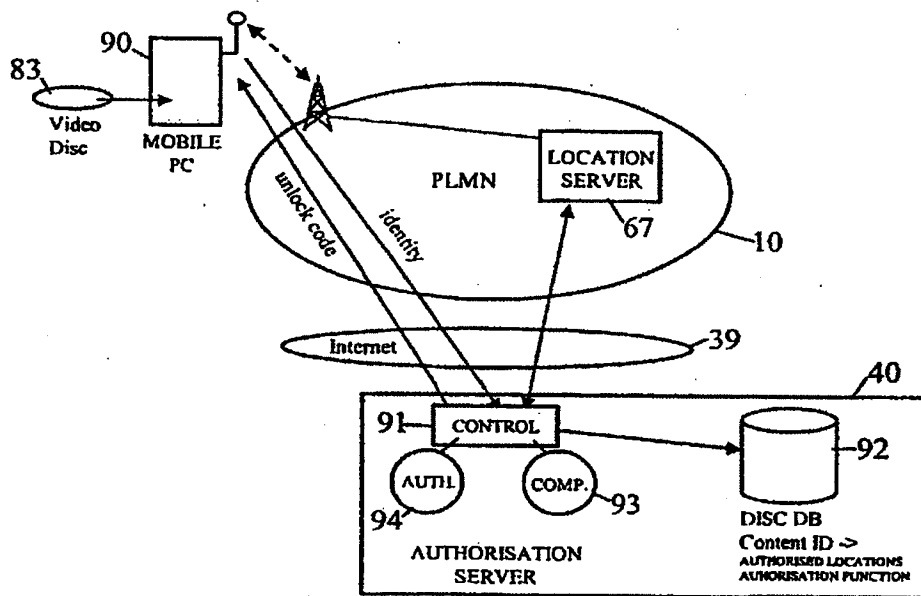 90
83
Video
Disc
MOBILE
PC
PLMN
LOCATION
SERVER
67
10
unlock code
identity
Internet
39
40
91
CONTROL
92
AUTH.
COMP.
94
93
DISC DB
Content ID ->
AUTHORISED LOCATIONS
AUHORISATION FUNCTION
AUTHORISATION
SERVER